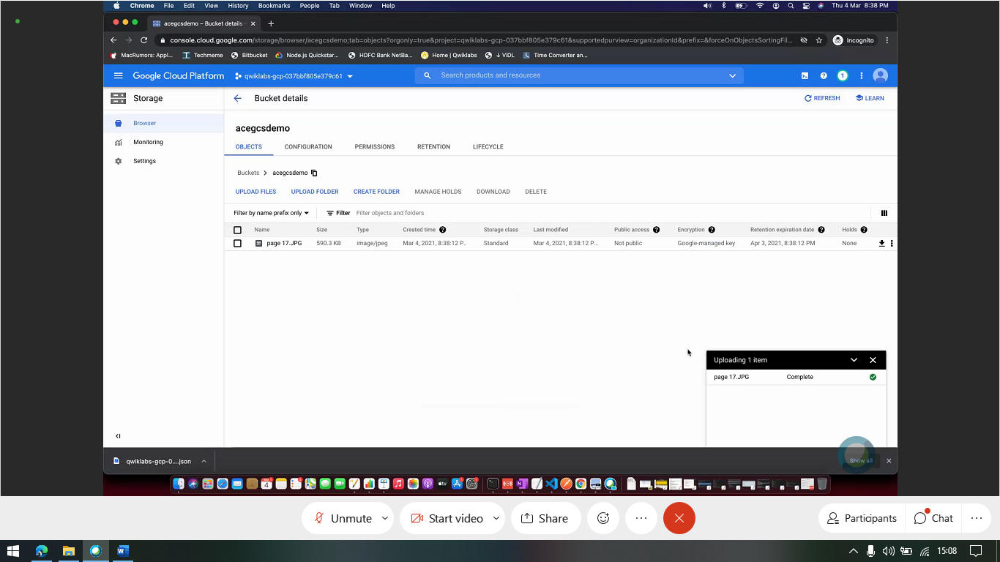 Chrome File Edit View History Bookmarks People Tab Window Help Thu 4 Mar 8:38 PM
acegcsdemo – Bucket details -
console.cloud.google.com/storage/browser/acegcsdemo;tab=objects?orgonly=true&project=qwiklabs-gcp-037bbf805e379c61&supportedpurview=organizationId&prefix=&forceOnObjectsSortingFil... Incognito
MacRumors: Appl... Techmeme Bitbucket Node.js Quickstar... HDFC Bank NetBa... Home | Qwiklabs ↓ ViDL Time Converter an...
Google Cloud Platform qwiklabs-gcp-037bbf805e379c61 Search products and resources 1
Storage Bucket details REFRESH LEARN
Browser
Monitoring
Settings
acegcsdemo
OBJECTS CONFIGURATION PERMISSIONS RETENTION LIFECYCLE
Buckets > acegcsdemo
UPLOAD FILES UPLOAD FOLDER CREATE FOLDER MANAGE HOLDS DOWNLOAD DELETE
Filter by name prefix only Filter Filter objects and folders
Name Size Type Created time Storage class Last modified Public access Encryption Retention expiration date Holds
page 17.JPG 590.3 KB image/jpeg Mar 4, 2021, 8:38:12 P... Standard Mar 4, 2021, 8:38:12 P... Not public Google-managed key Apr 3, 2021, 8:38:12 PM None
Uploading 1 item
page 17.JPG Complete
qwiklabs-gcp-0....json Show all
Unmute Start video Share Participants Chat
15:08